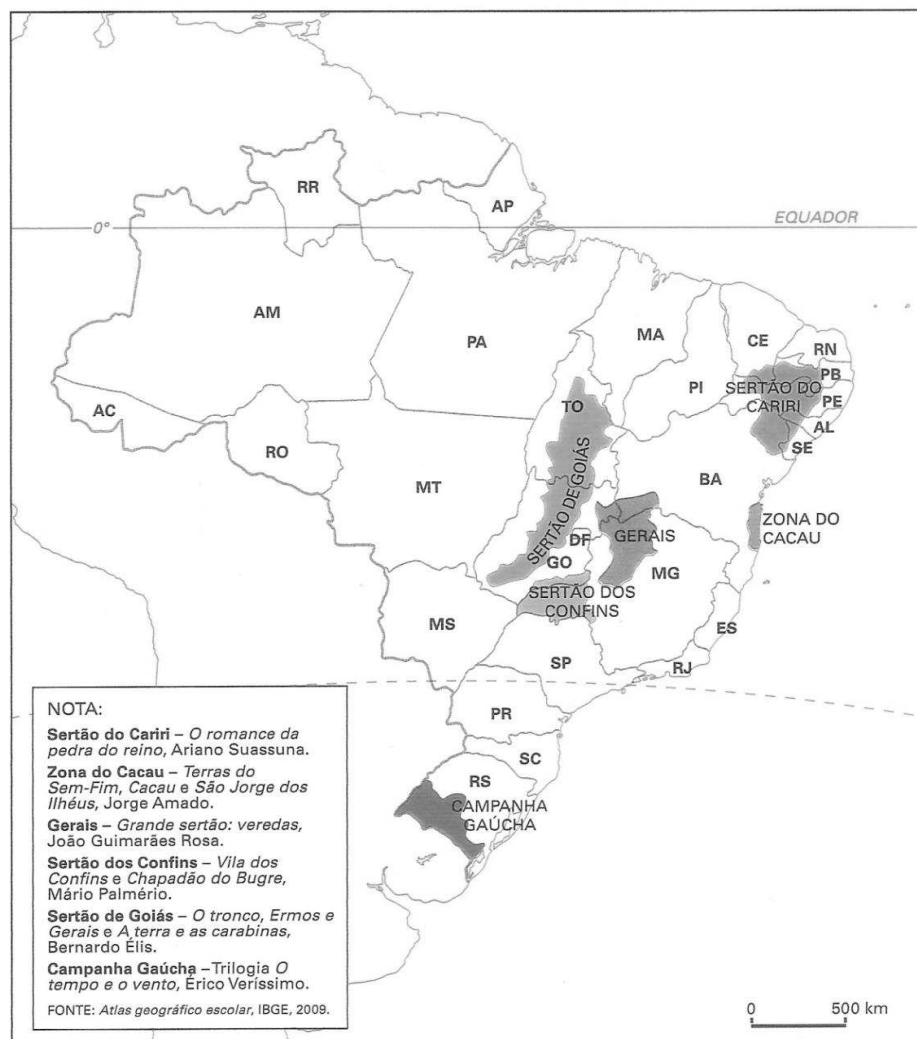 RR
AP
EQUADOR
0°
AM
PA
MA
CE
RN
PB
PI
SERTÃO DO
CARIRI
PE
AC
TO
AL
SE
RO
MT
BA
SERTÃO DE GOIÁS
ZONA DO
CACAU
DF
GERAIS
GO
MG
SERTÃO DOS
CONFINS
MS
ES
SP
RJ
PR
SC
RS
CAMPANHA
GAÚCHA
NOTA:
Sertão do Cariri – O romance da
pedra do reino, Ariano Suassuna.
Zona do Cacau – Terras do
Sem-Fim, Cacau e São Jorge dos
Ilhéus, Jorge Amado.
Gerais – Grande sertão: veredas,
João Guimarães Rosa.
Sertão dos Confins – Vila dos
Confins e Chapadão do Bugre,
Mário Palmério.
Sertão de Goiás – O tronco, Ermos e
Gerais e A terra e as carabinas,
Bernardo Élis.
Campanha Gaúcha –Trilogia O
tempo e o vento, Érico Veríssimo.
FONTE: Atlas geográfico escolar, IBGE, 2009.
0 500 km